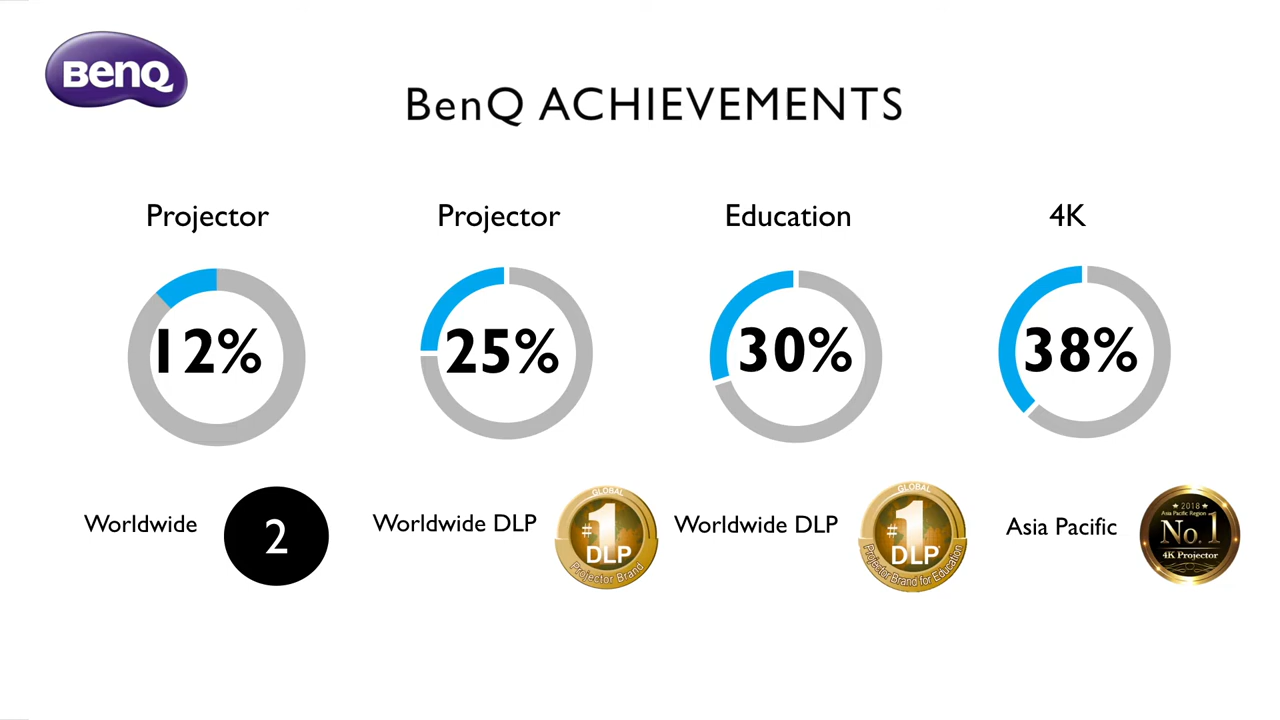 BenQ
BenQ ACHIEVEMENTS
Projector
Projector
Education
4K
12%
25%
30%
38%
Worldwide
2
Worldwide DLP
GLOBAL
#1
DLP
Projector Brand
Worldwide DLP
GLOBAL
#1
DLP
Projector Brand for Education
Asia Pacific
★ 2018 ★
Asia Pacific Region
No.1
4K Projector